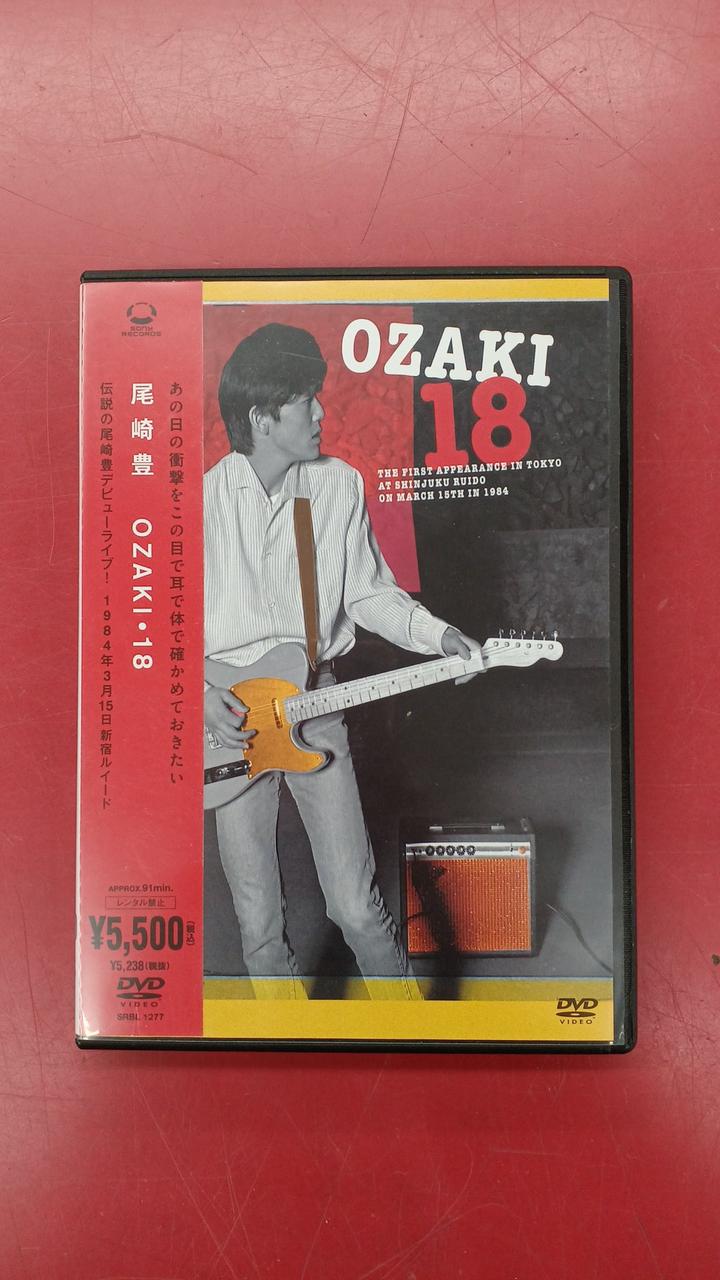 SONY
RECORDS
あの日の衝撃をこの目で耳で体で確かめておきたい
尾崎豊 OZAKI・18
伝説の尾崎豊デビューライブ! 1984年3月15日 新宿ルイード
APPROX.91min.
レンタル禁止
¥5,500(税込)
¥5,238(税抜)
DVD
VIDEO
SRBL 1277
OZAKI
18
THE FIRST APPEARANCE IN TOKYO
AT SHINJUKU RUIDO
ON MARCH 15TH IN 1984
DVD
VIDEO